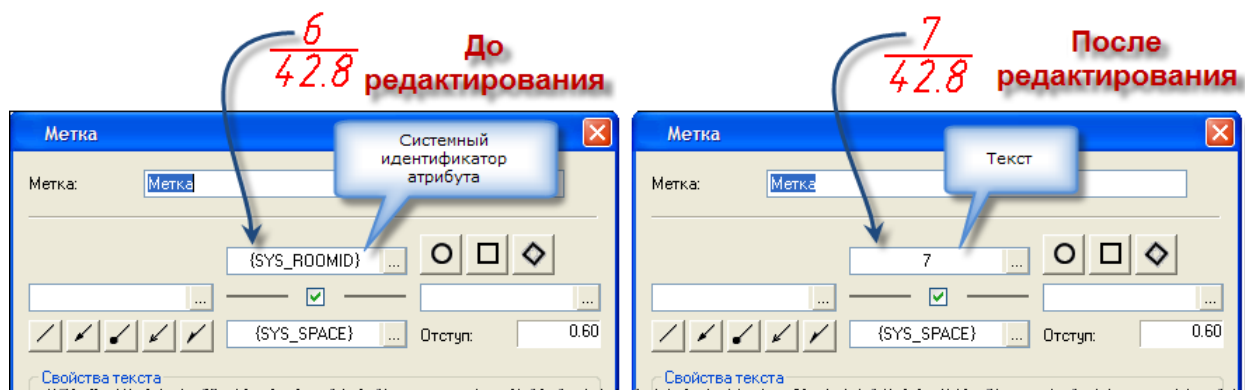 6
42.8
До
редактирования
Метка
Системный
идентификатор
атрибута
Метка:
Метка
{SYS_ROOMID}
...
...
...
{SYS_SPACE}
...
Отступ:
0.60
Свойства текста
7
42.8
После
редактирования
Метка
Текст
Метка:
Метка
7
...
...
...
{SYS_SPACE}
...
Отступ:
0.60
Свойства текста